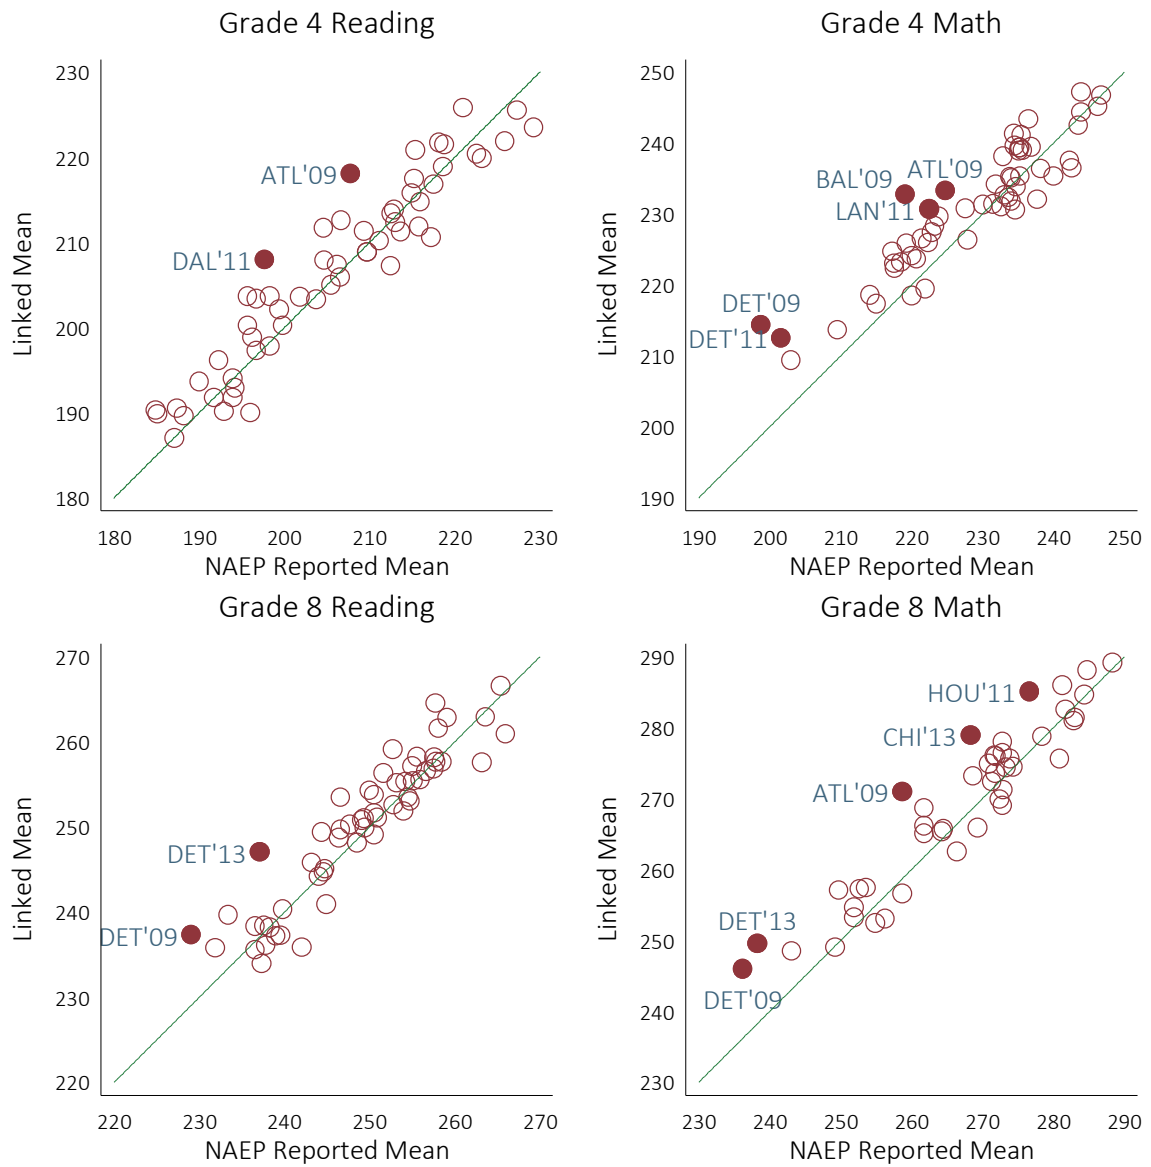 Grade 4 Reading
230
220
210
200
190
180
Linked Mean
ATL'09
DAL'11
180 190 200 210 220 230
NAEP Reported Mean
Grade 4 Math
250
240
230
220
210
200
190
Linked Mean
BAL'09
ATL'09
LAN'11
DET'09
DET'11
190 200 210 220 230 240 250
NAEP Reported Mean
Grade 8 Reading
270
260
250
240
230
220
Linked Mean
DET'13
DET'09
220 230 240 250 260 270
NAEP Reported Mean
Grade 8 Math
290
280
270
260
250
240
230
Linked Mean
HOU'11
CHI'13
ATL'09
DET'13
DET'09
230 240 250 260 270 280 290
NAEP Reported Mean